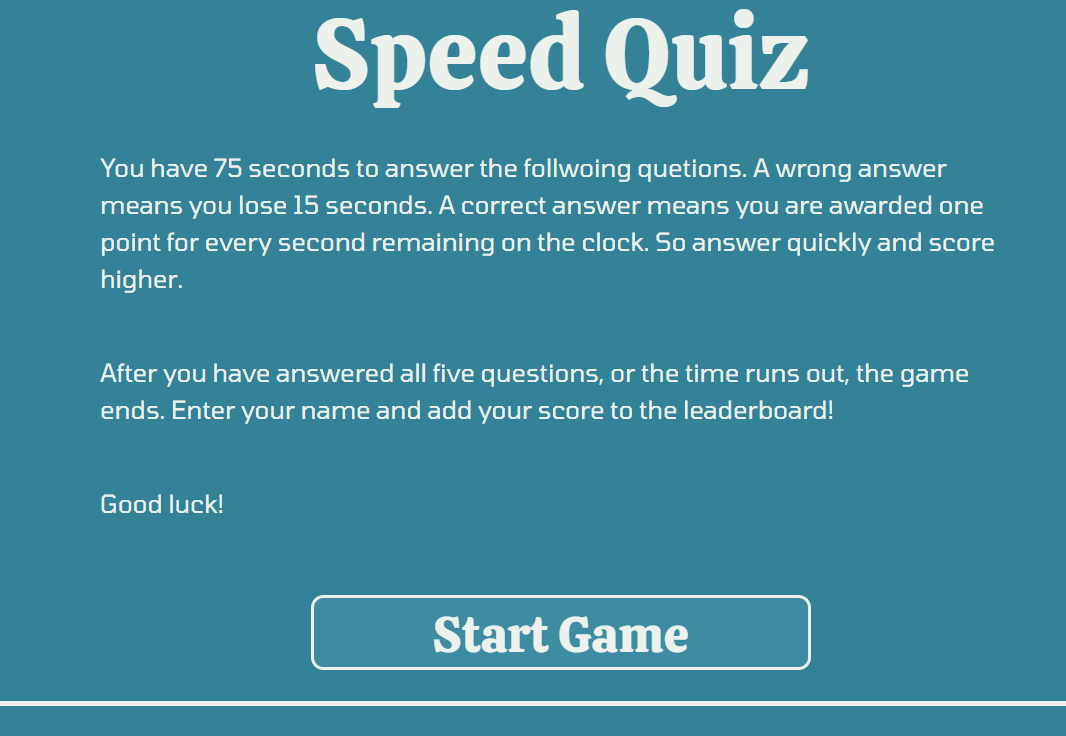 Speed Quiz
You have 75 seconds to answer the follwoing quetions. A wrong answer
means you lose 15 seconds. A correct answer means you are awarded one
point for every second remaining on the clock. So answer quickly and score
higher.
After you have answered all five questions, or the time runs out, the game
ends. Enter your name and add your score to the leaderboard!
Good luck!
Start Game